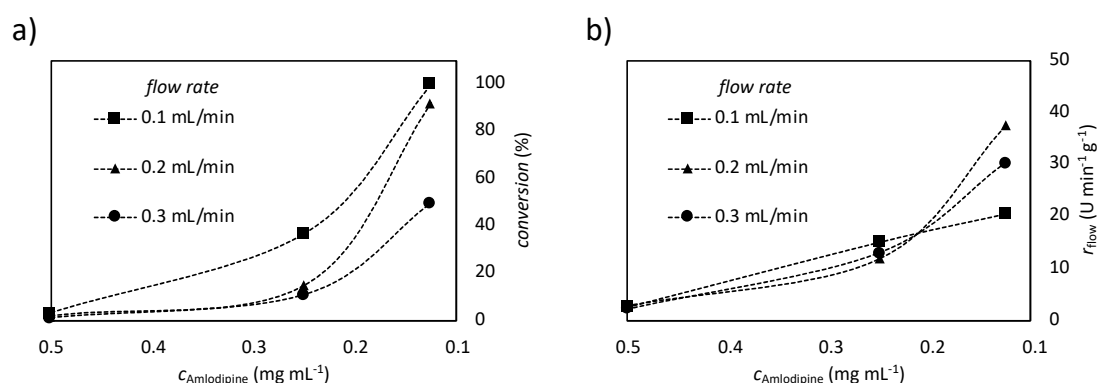 a)
flow rate
0.1 mL/min
0.2 mL/min
0.3 mL/min
100
80
60
40
20
0
conversion (%)
0.5 0.4 0.3 0.2 0.1
cAmlodipine (mg mL⁻¹)
b)
flow rate
0.1 mL/min
0.2 mL/min
0.3 mL/min
50
40
30
20
10
0
rflow (U min⁻¹ g⁻¹)
0.5 0.4 0.3 0.2 0.1
cAmlodipine (mg mL⁻¹)